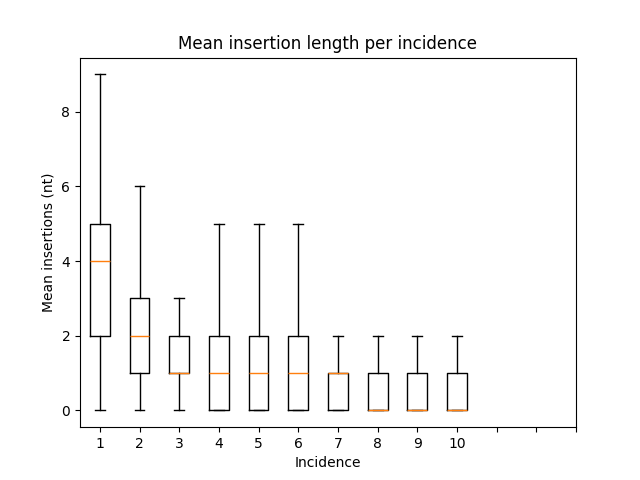 Mean insertion length per incidence
Mean insertions (nt)
8
6
4
2
0
1 2 3 4 5 6 7 8 9 10
Incidence